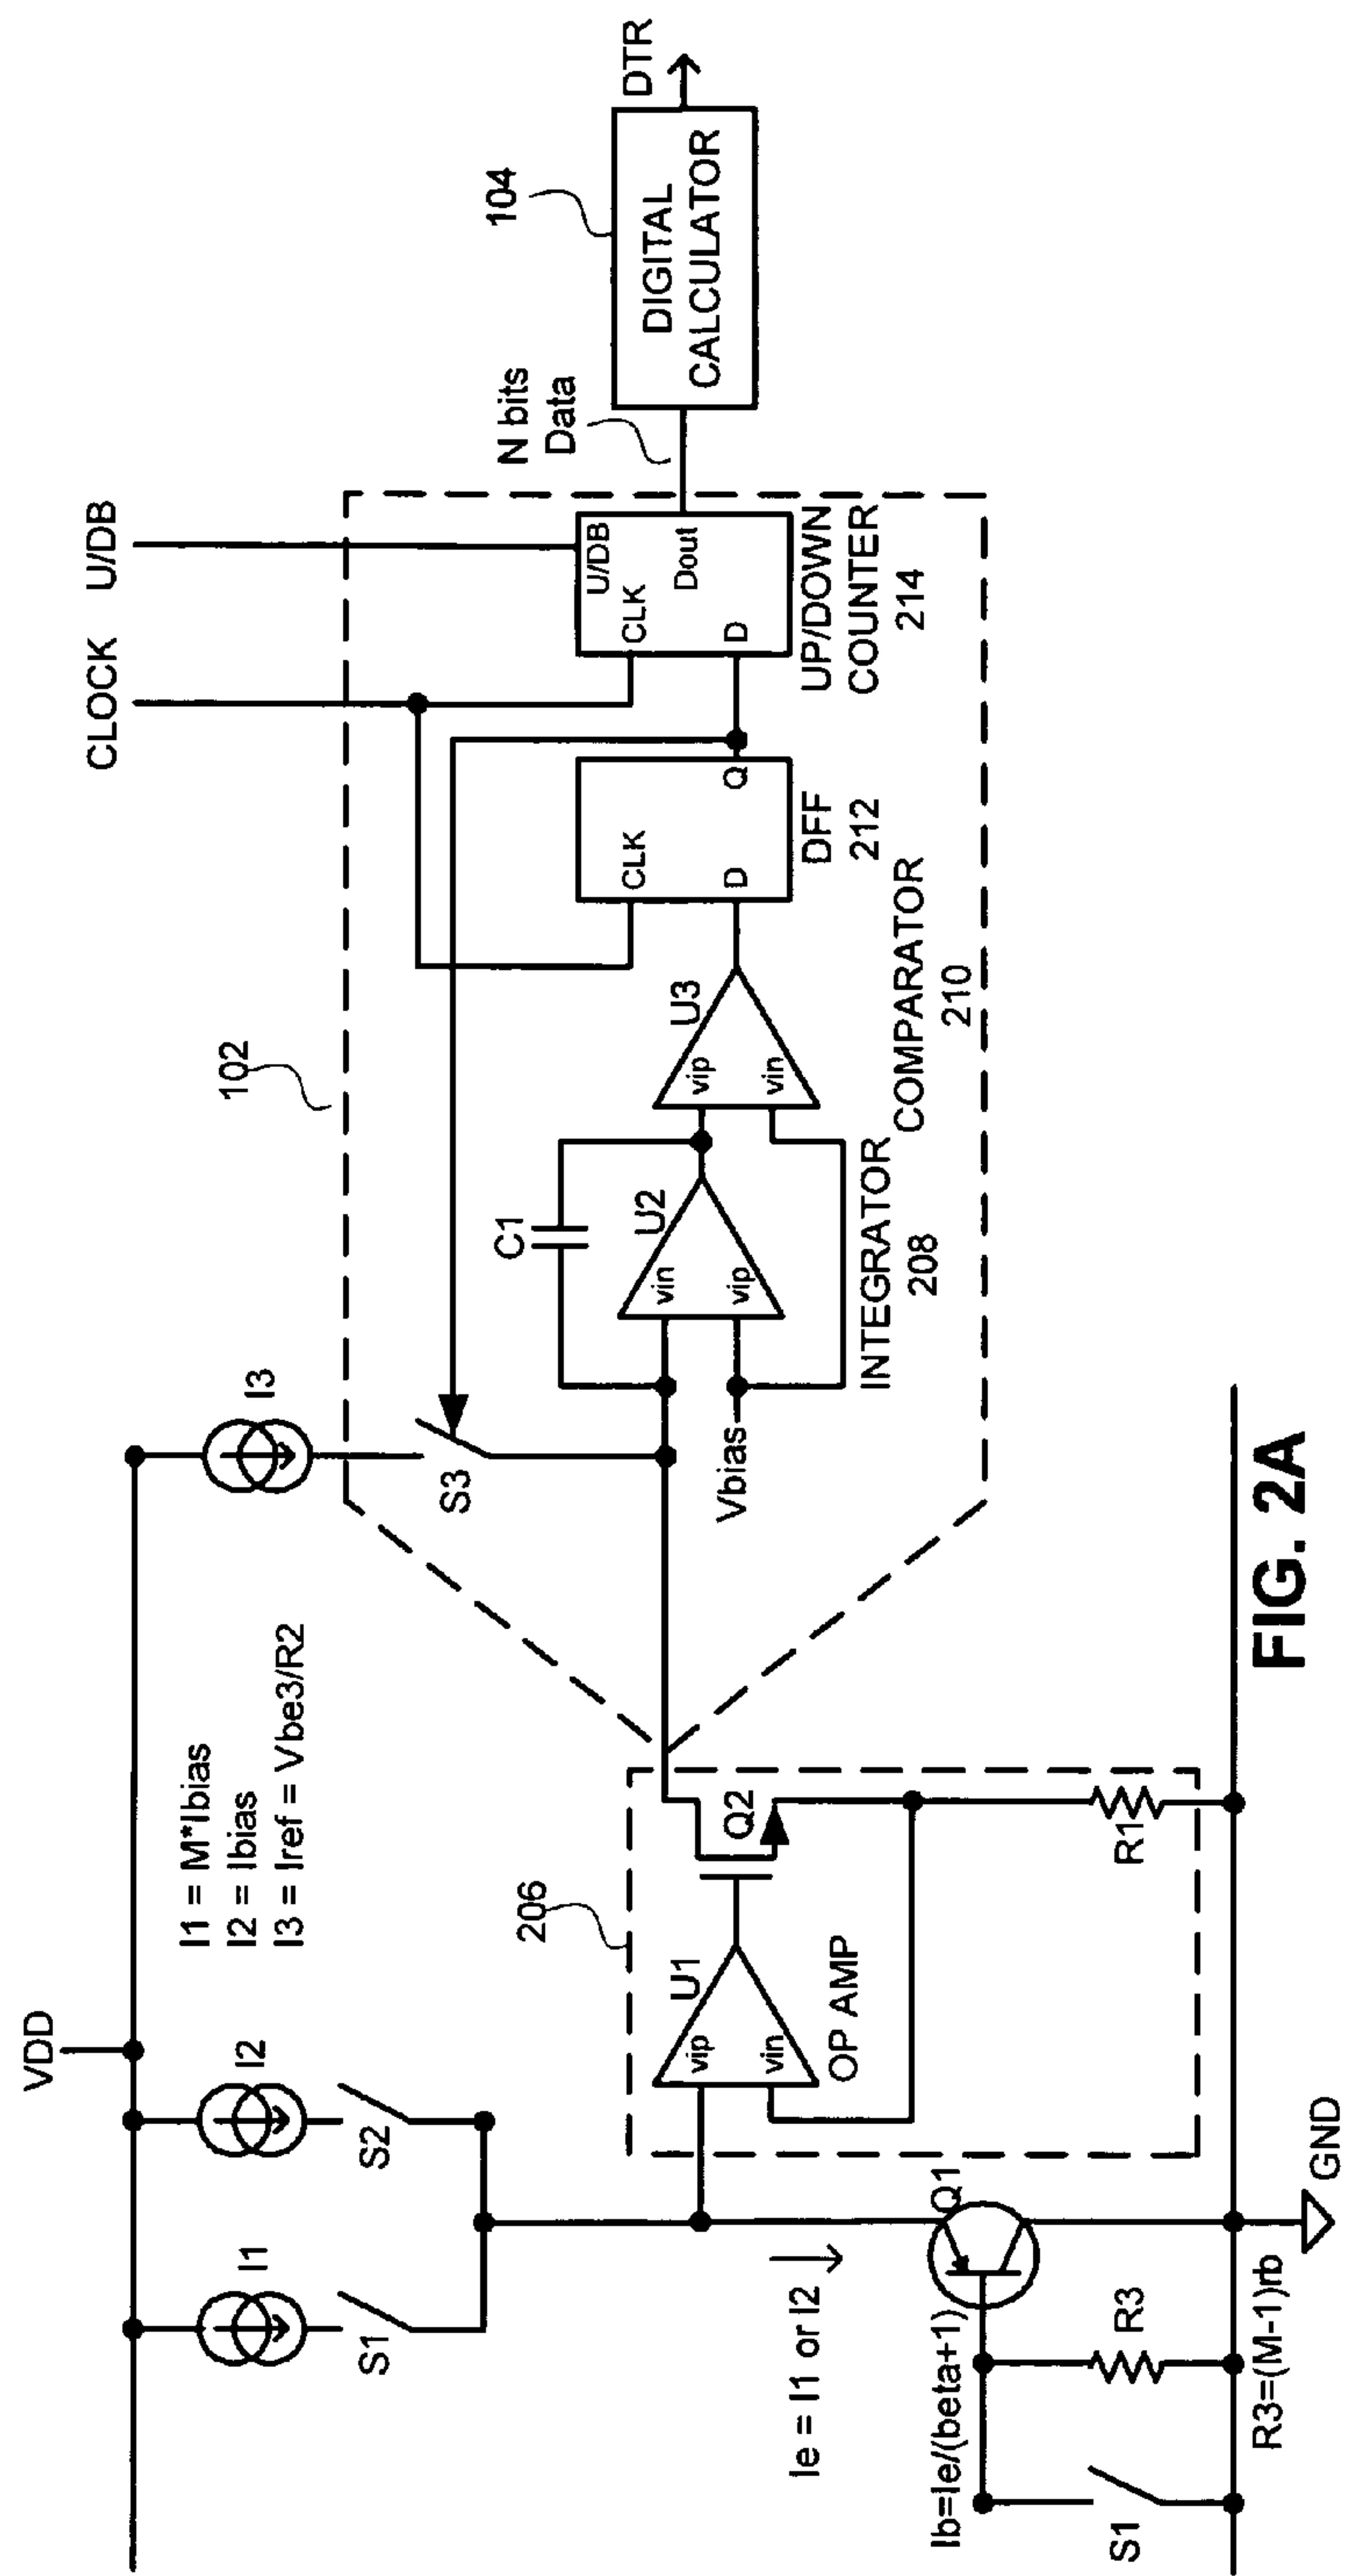 VDD
I1
I2
S1
S2
I1 = M*Ibias
I2 = Ibias
I3 = Iref = Vbe3/R2
I3
S3
102
CLOCK
U/DB
206
U1
vip
vin
OP AMP
Q2
R1
Ie = I1 or I2
Ib=Ie/(beta+1)
Q1
S1
R3
R3=(M-1)rb
GND
Vbias
C1
U2
vin
vip
INTEGRATOR
208
U3
vip
vin
COMPARATOR
210
CLK
D
Q
DFF
212
U/DB
CLK
Dout
D
UP/DOWN
COUNTER
214
N bits
Data
104
DIGITAL
CALCULATOR
DTR
FIG. 2A